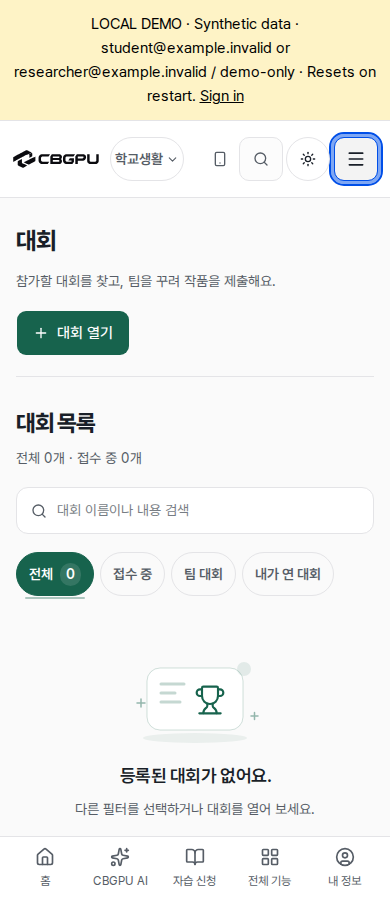 LOCAL DEMO · Synthetic data ·
student@example.invalid or
researcher@example.invalid / demo-only · Resets on
restart. Sign in
CBGPU 학교생활
대회
참가할 대회를 찾고, 팀을 꾸려 작품을 제출해요.
+ 대회 열기
대회 목록
전체 0개 · 접수 중 0개
대회 이름이나 내용 검색
전체 0 접수 중 팀 대회 내가 연 대회
등록된 대회가 없어요.
다른 필터를 선택하거나 대회를 열어 보세요.
홈 CBGPU AI 자습 신청 전체 기능 내 정보